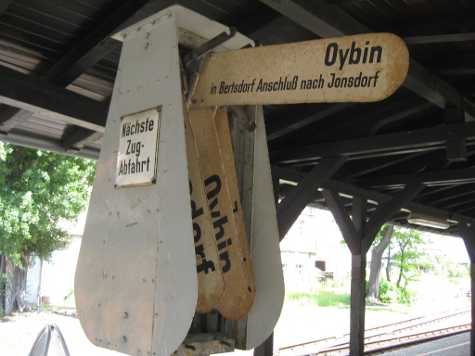 Oybin
in Bertsdorf Anschluß nach Jonsdorf
Nächste
Zug-
Abfahrt
Oybin